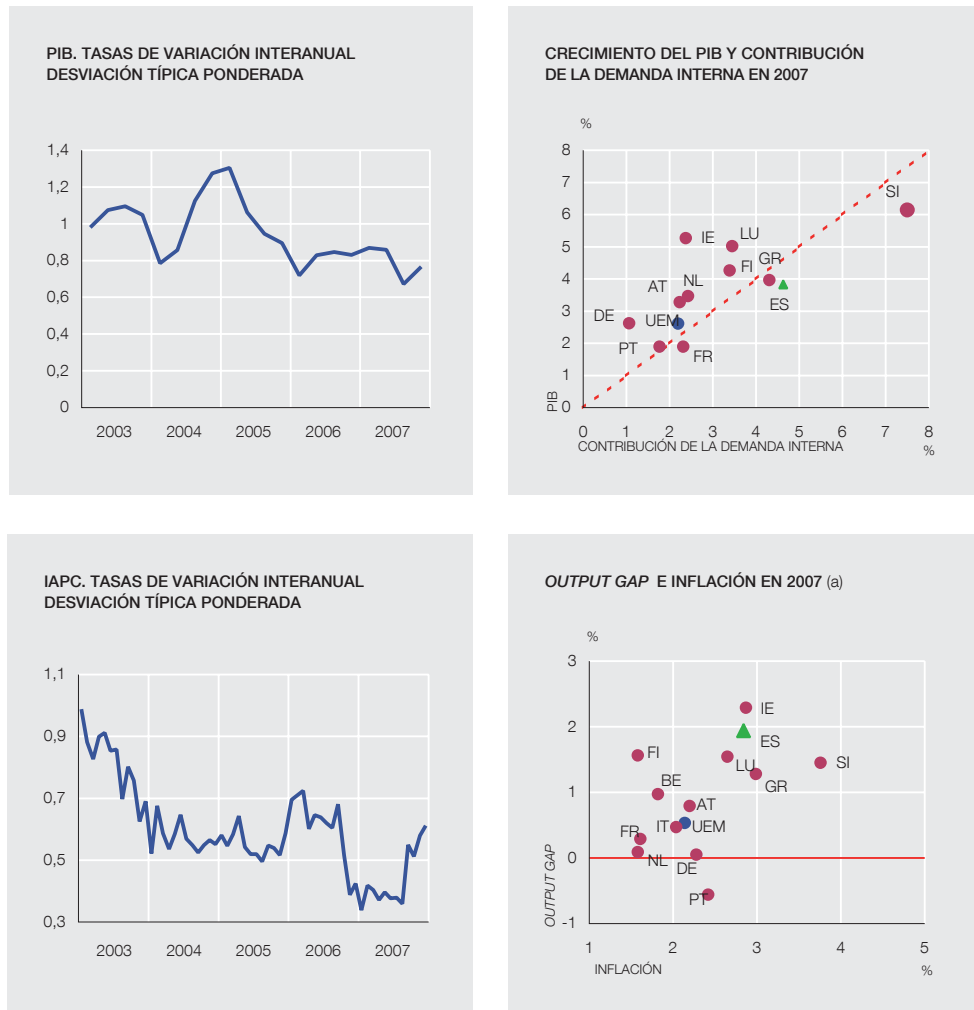 PIB. TASAS DE VARIACIÓN INTERANUAL
DESVIACIÓN TÍPICA PONDERADA
1,4
1,2
1
0,8
0,6
0,4
0,2
0
2003 2004 2005 2006 2007
CRECIMIENTO DEL PIB Y CONTRIBUCIÓN
DE LA DEMANDA INTERNA EN 2007
%
8
7
6
5
4
3
2
1
0
PIB
SI
IE
LU
GR
FI
AT
NL
ES
DE
UEM
PT
FR
0 1 2 3 4 5 6 7 8
CONTRIBUCIÓN DE LA DEMANDA INTERNA
%
IAPC. TASAS DE VARIACIÓN INTERANUAL
DESVIACIÓN TÍPICA PONDERADA
1,1
0,9
0,7
0,5
0,3
2003 2004 2005 2006 2007
OUTPUT GAP E INFLACIÓN EN 2007 (a)
%
3
2
1
0
-1
OUTPUT GAP
IE
ES
FI
LU
SI
GR
BE
AT
FR
IT
UEM
NL
DE
PT
1 2 3 4 5
INFLACIÓN
%